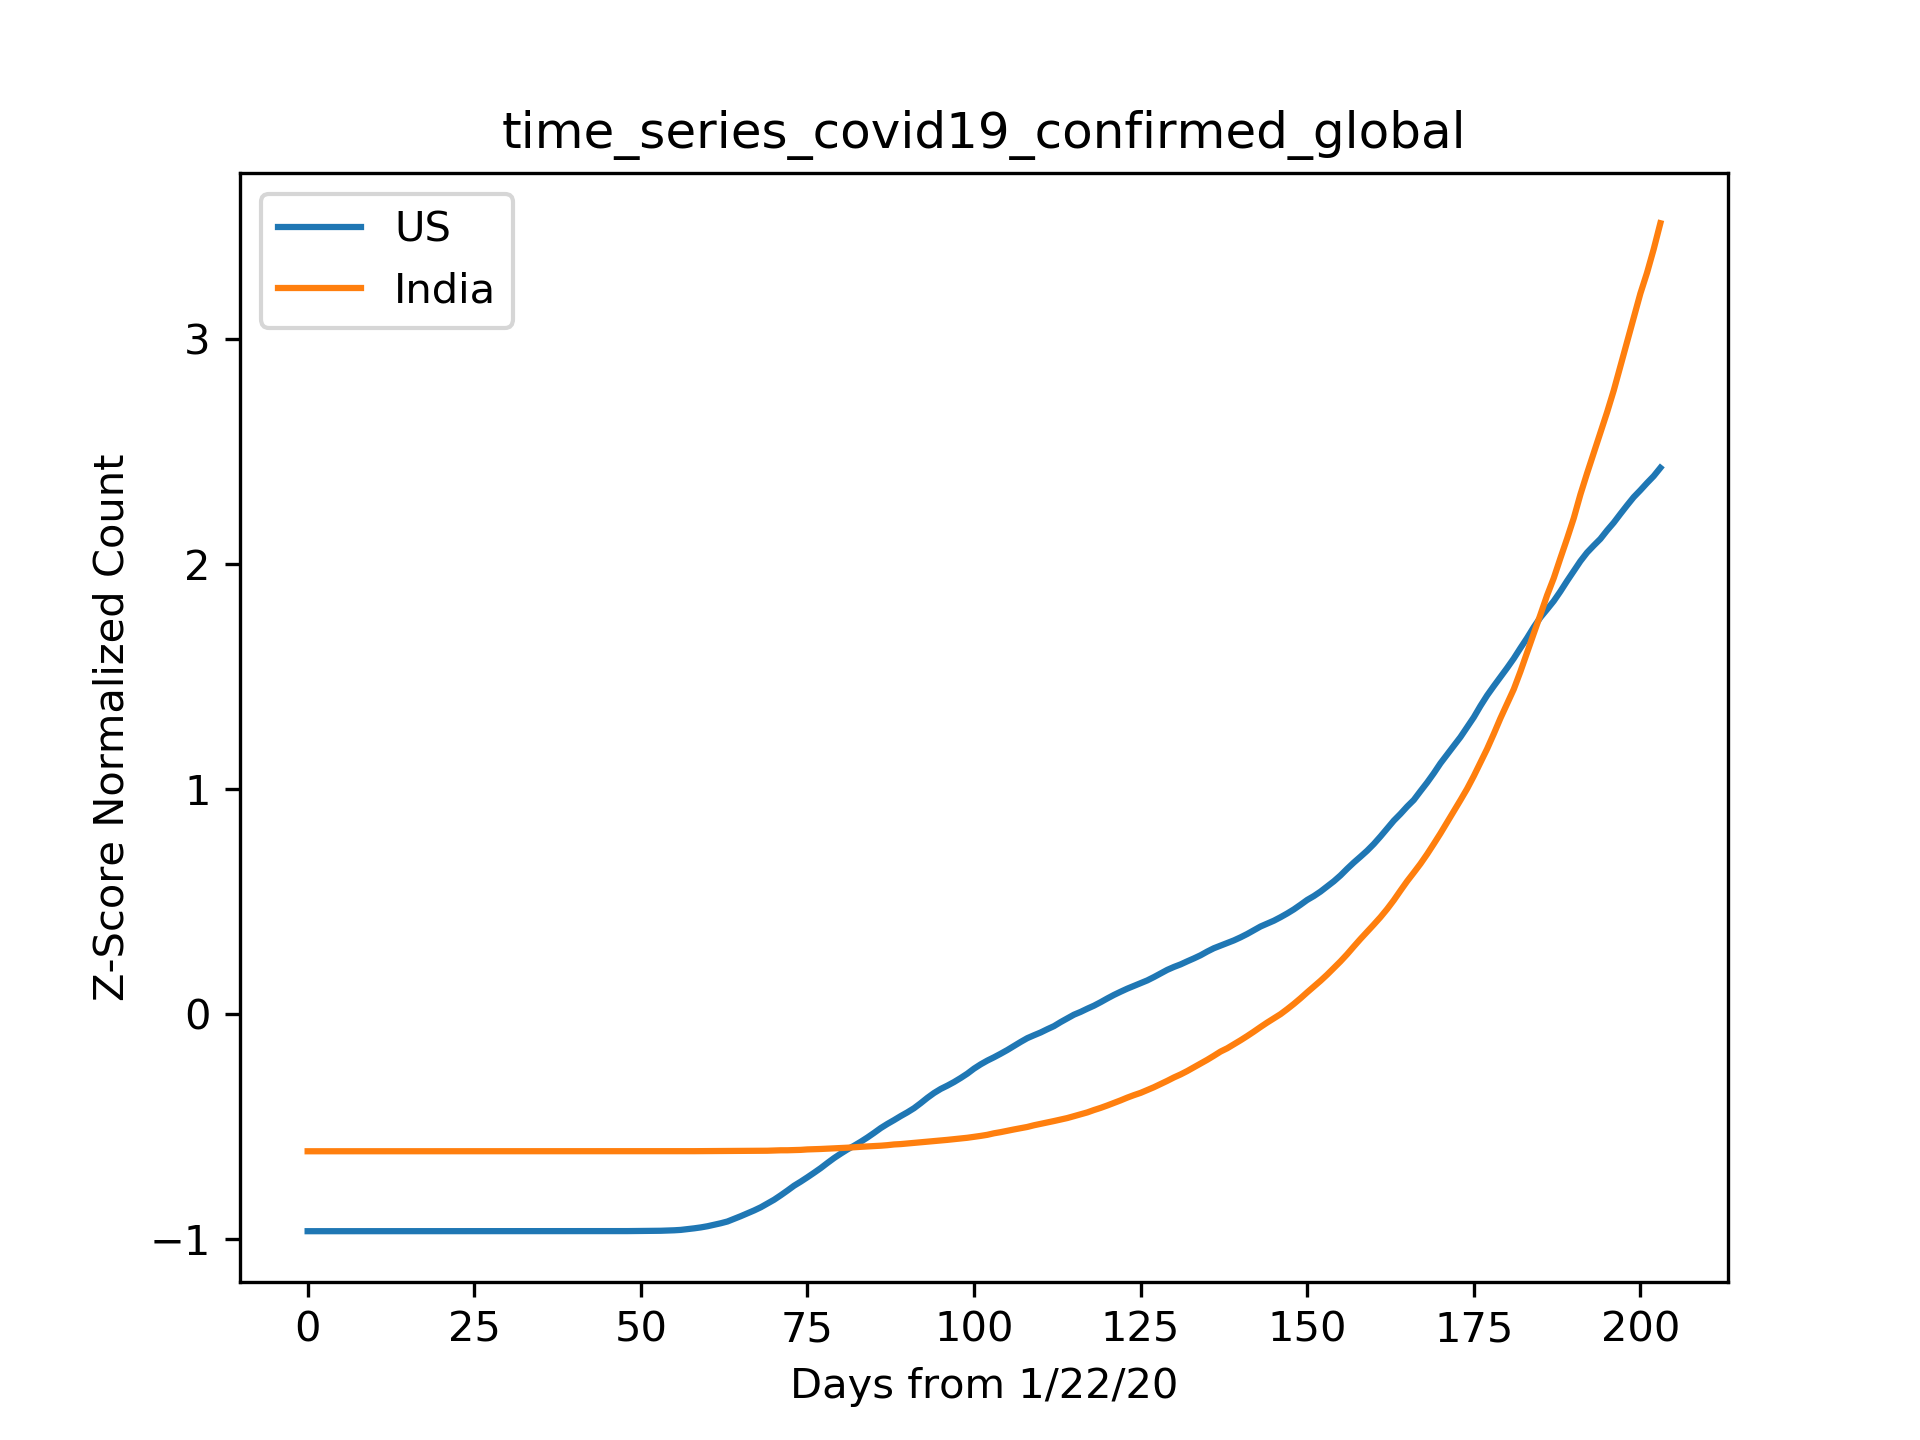 time_series_covid19_confirmed_global
US
India
Z-Score Normalized Count
3
2
1
0
−1
0 25 50 75 100 125 150 175 200
Days from 1/22/20